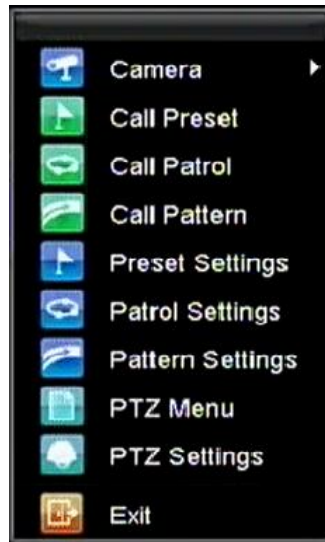 Camera
Call Preset
Call Patrol
Call Pattern
Preset Settings
Patrol Settings
Pattern Settings
PTZ Menu
PTZ Settings
Exit